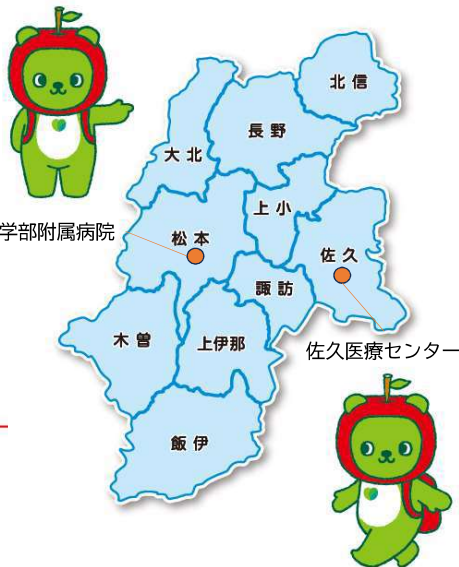 北信
長野
大北
上小
学部附属病院
松本
佐久
諏訪
木曽
上伊那
佐久医療センター
飯伊